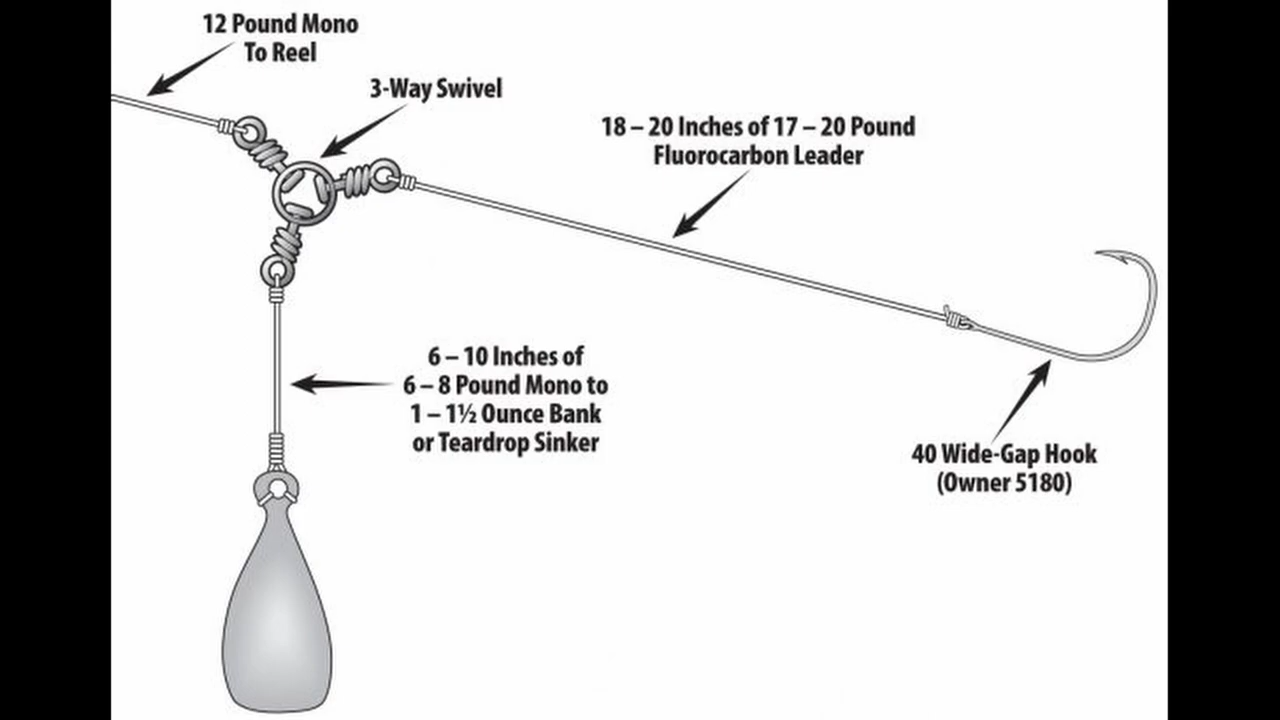 12 Pound Mono
To Reel
3-Way Swivel
18 – 20 Inches of 17 – 20 Pound
Fluorocarbon Leader
6 – 10 Inches of
6 – 8 Pound Mono to
1 – 1½ Ounce Bank
or Teardrop Sinker
40 Wide-Gap Hook
(Owner 5180)